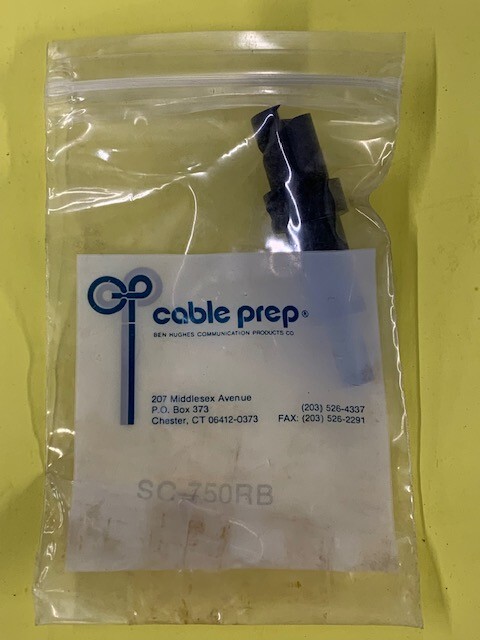 cable prep®
BEN HUGHES COMMUNICATION PRODUCTS CO
207 Middlesex Avenue
P.O. Box 373 (203) 526-4337
Chester, CT 06412-0373 FAX: (203) 526-2291
SC-750RB